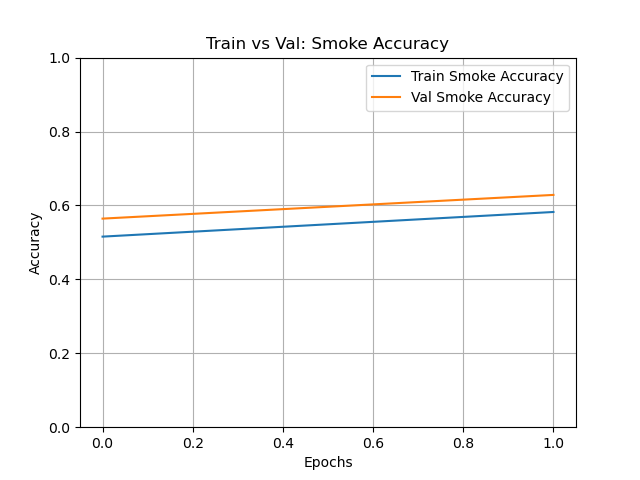 Train vs Val: Smoke Accuracy
Train Smoke Accuracy
Val Smoke Accuracy
Accuracy
1.0
0.8
0.6
0.4
0.2
0.0
0.0 0.2 0.4 0.6 0.8 1.0
Epochs